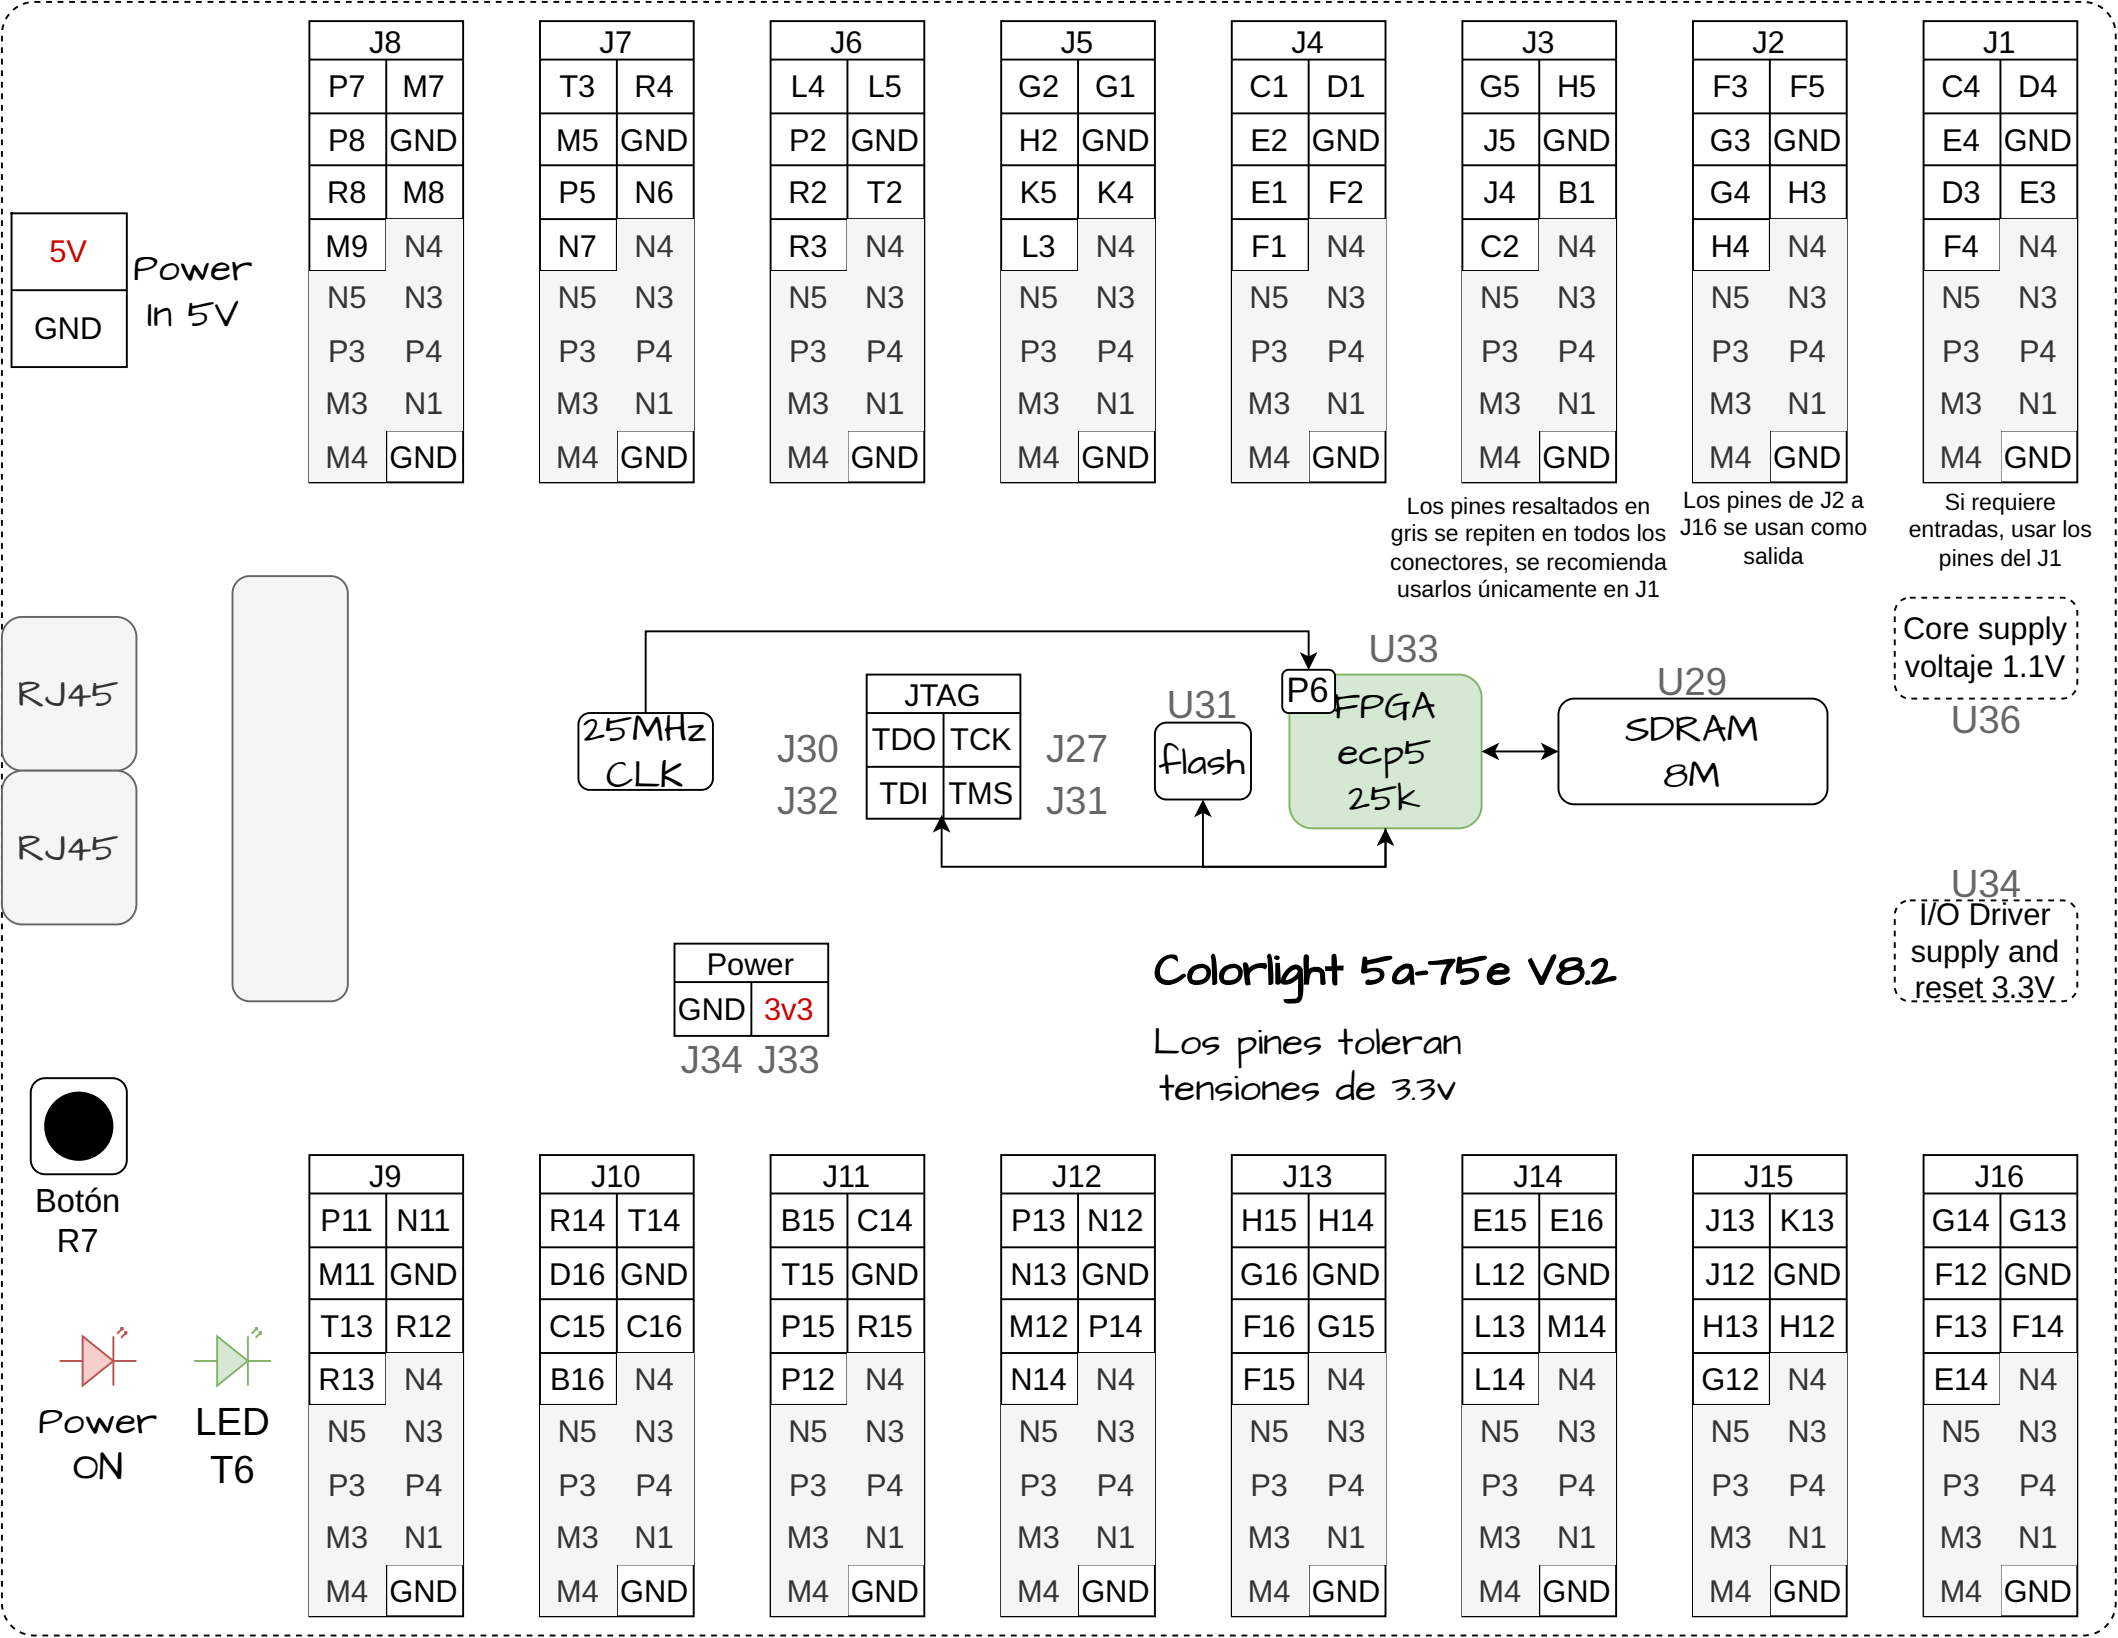 J8 J7 J6 J5 J4 J3 J2 J1
P7 M7 T3 R4 L4 L5 G2 G1 C1 D1 G5 H5 F3 F5 C4 D4
P8 GND M5 GND P2 GND H2 GND E2 GND J5 GND G3 GND E4 GND
R8 M8 P5 N6 R2 T2 K5 K4 E1 F2 J4 B1 G4 H3 D3 E3
M9 N4 N7 N4 R3 N4 L3 N4 F1 N4 C2 N4 H4 N4 F4 N4
N5 N3 N5 N3 N5 N3 N5 N3 N5 N3 N5 N3 N5 N3 N5 N3
P3 P4 P3 P4 P3 P4 P3 P4 P3 P4 P3 P4 P3 P4 P3 P4
M3 N1 M3 N1 M3 N1 M3 N1 M3 N1 M3 N1 M3 N1 M3 N1
M4 GND M4 GND M4 GND M4 GND M4 GND M4 GND M4 GND M4 GND
5V
GND
Power
In 5V
Los pines resaltados en
gris se repiten en todos los
conectores, se recomienda
usarlos únicamente en J1
Los pines de J2 a
J16 se usan como
salida
Si requiere
entradas, usar los
pines del J1
RJ45
RJ45
25MHz
CLK
J30
J32
JTAG
TDO TCK
TDI TMS
J27
J31
U31
flash
U33
P6
FPGA
ecp5
25k
U29
SDRAM
8M
Core supply
voltaje 1.1V
U36
U34
I/O Driver
supply and
reset 3.3V
Power
GND 3v3
J34 J33
Colorlight 5a-75e V8.2
Los pines toleran
tensiones de 3.3v
Botón
R7
Power
ON
LED
T6
J9 J10 J11 J12 J13 J14 J15 J16
P11 N11 R14 T14 B15 C14 P13 N12 H15 H14 E15 E16 J13 K13 G14 G13
M11 GND D16 GND T15 GND N13 GND G16 GND L12 GND J12 GND F12 GND
T13 R12 C15 C16 P15 R15 M12 P14 F16 G15 L13 M14 H13 H12 F13 F14
R13 N4 B16 N4 P12 N4 N14 N4 F15 N4 L14 N4 G12 N4 E14 N4
N5 N3 N5 N3 N5 N3 N5 N3 N5 N3 N5 N3 N5 N3 N5 N3
P3 P4 P3 P4 P3 P4 P3 P4 P3 P4 P3 P4 P3 P4 P3 P4
M3 N1 M3 N1 M3 N1 M3 N1 M3 N1 M3 N1 M3 N1 M3 N1
M4 GND M4 GND M4 GND M4 GND M4 GND M4 GND M4 GND M4 GND